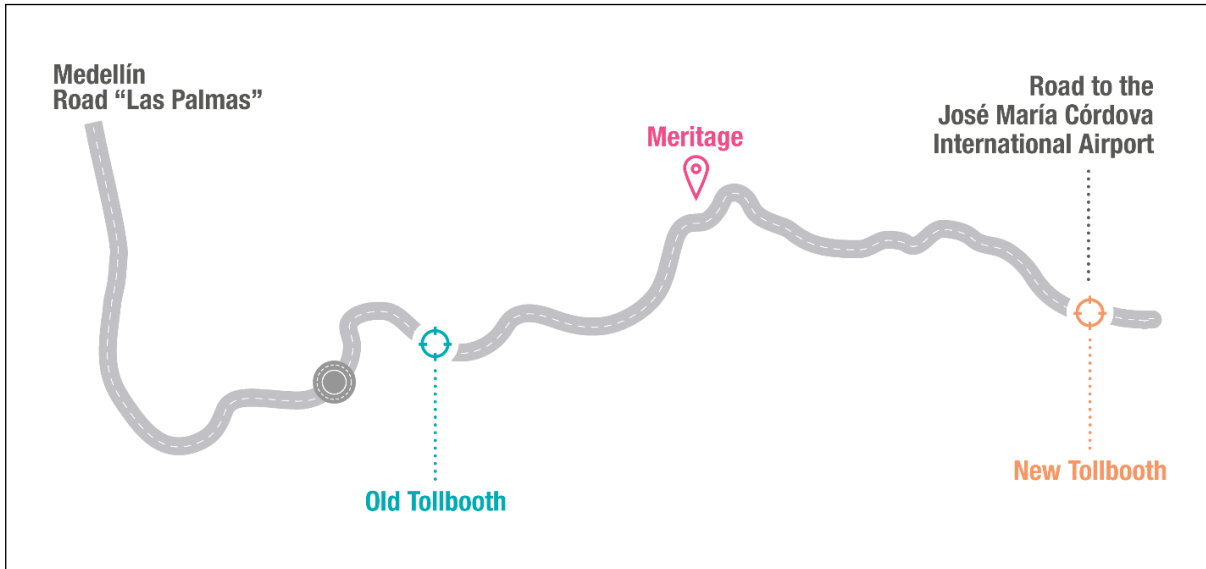 Medellín
Road “Las Palmas”
Meritage
Road to the
José María Córdova
International Airport
Old Tollbooth
New Tollbooth